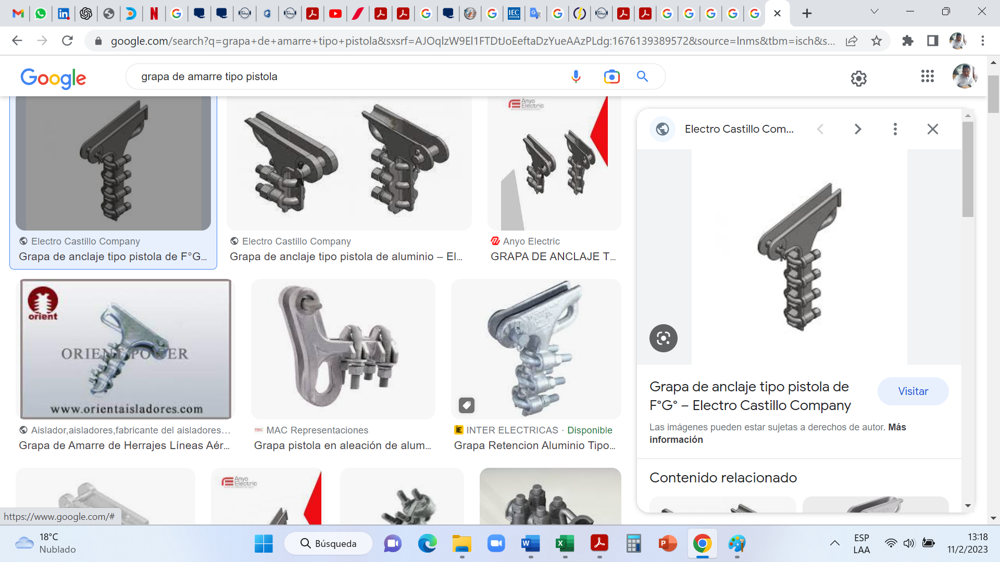 google.com/search?q=grapa+de+amarre+tipo+pistola&sxsrf=AJOqlzW9El1FTDtJoEeftaDzYueAAzPLdg:1676139389572&source=lnms&tbm=isch&s...
Google
grapa de amarre tipo pistola
Anyo
Electric
Electro Castillo Company
Grapa de anclaje tipo pistola de F°G...
Electro Castillo Company
Grapa de anclaje tipo pistola de aluminio – El...
Anyo Electric
GRAPA DE ANCLAJE T...
orient
ORIENT POWER
www.orientaisladores.com
Aislador,aisladores,fabricante del aisladores...
Grapa de Amarre de Herrajes Líneas Aér...
MAC Representaciones
Grapa pistola en aleación de alum...
INTER ELECTRICAS · Disponible
Grapa Retencion Aluminio Tipo...
Anyo
Electric
Electro Castillo Com...
Grapa de anclaje tipo pistola de
F°G° – Electro Castillo Company
Visitar
Las imágenes pueden estar sujetas a derechos de autor. Más
información
Contenido relacionado
https://www.google.com/#
18°C
Nublado
Búsqueda
ESP
LAA
13:18
11/2/2023